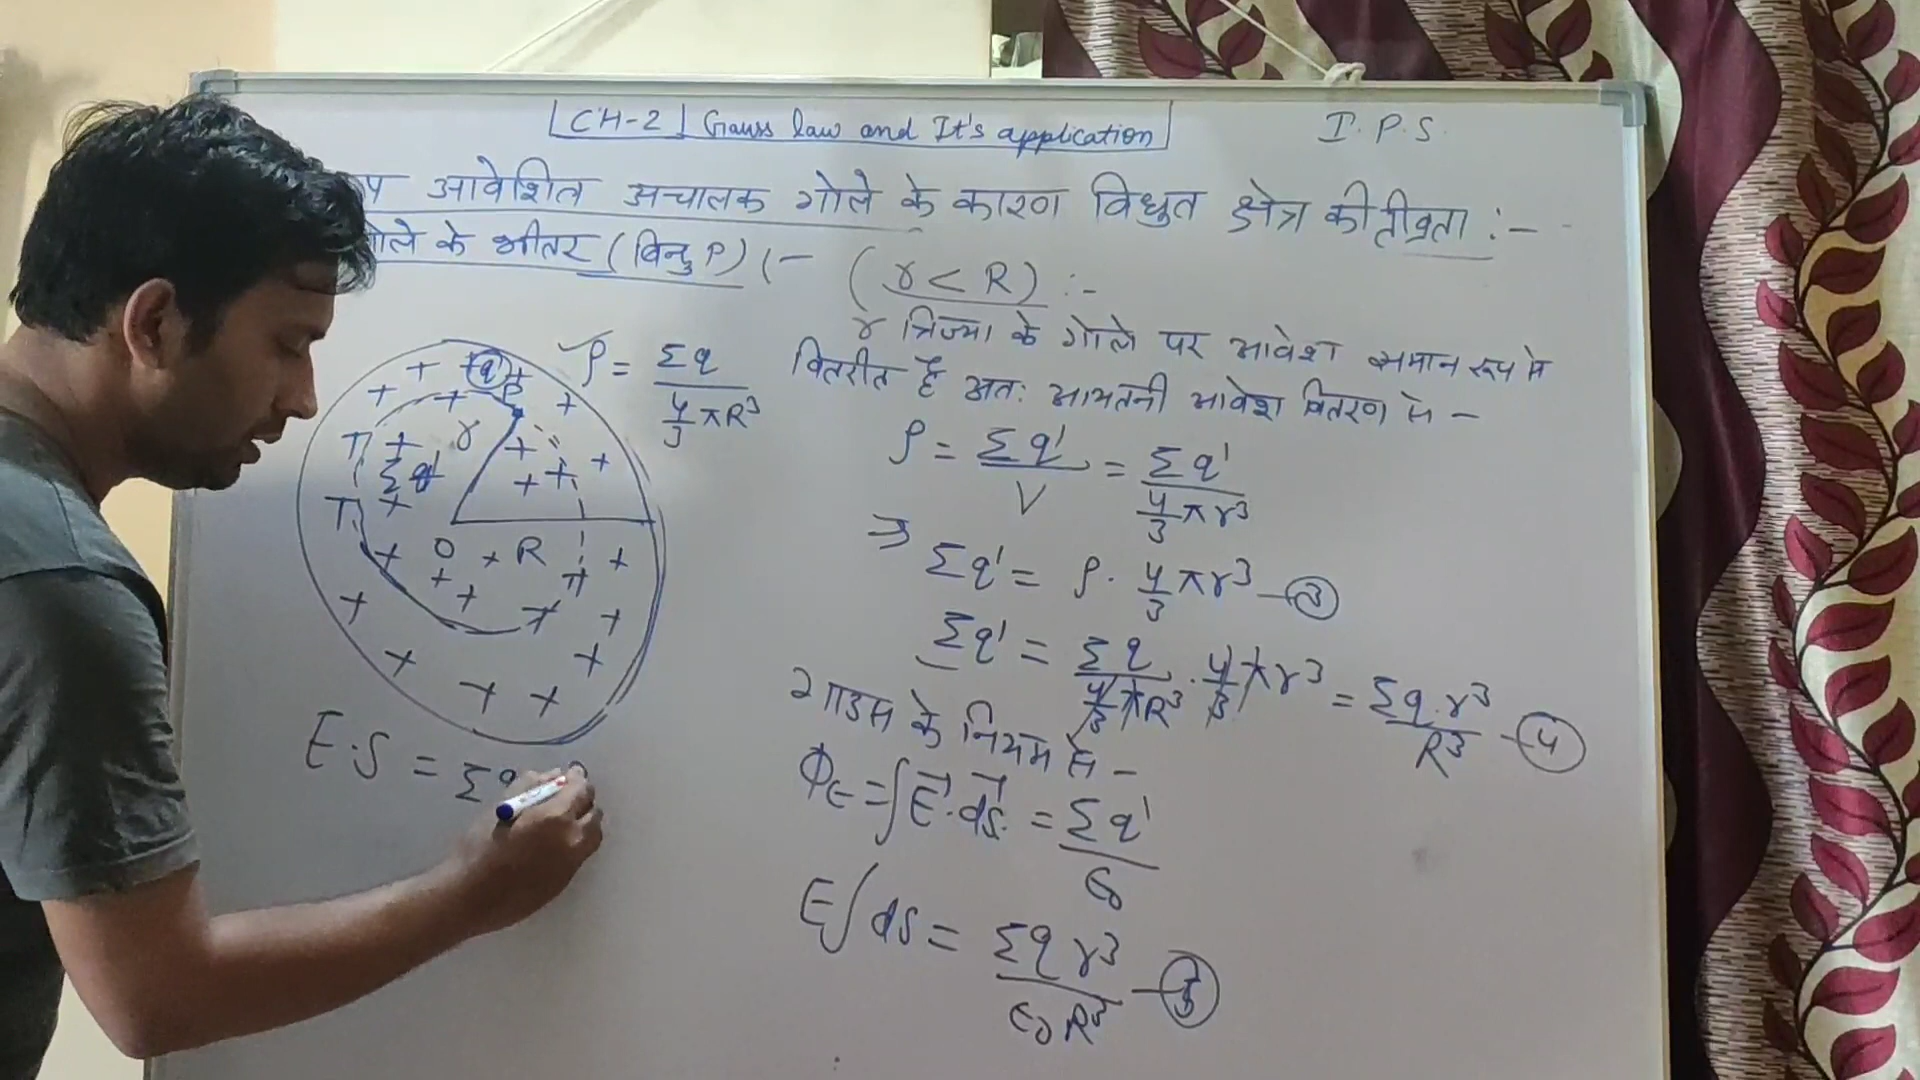 CH-2 Gauss law and It's application
I.P.S.
आवेशित अचालक गोले के कारण विधुत क्षेत्र की तीव्रता :-
के भीतर (बिन्दु P) :- (r < R) :-
r त्रिज्या के गोले पर आवेश समान रूप से
वितरीत है अतः आयतनी आवेश वितरण से -
ρ = Σq / (4/3 πR³)
ρ = Σq' / V = Σq' / (4/3 πr³)
⇒ Σq' = ρ · 4/3 πr³ — ③
Σq' = Σq / (4/3 πR³) · 4/3 πr³ = Σq·r³ / R³ — ④
गाउस के नियम से -
ΦE = ∫E⃗·ds⃗ = Σq' / ϵ₀
E∫ds = Σq r³ / ϵ₀R³ — ⑤
q P
r
Σq'
O R
E·S = Σq